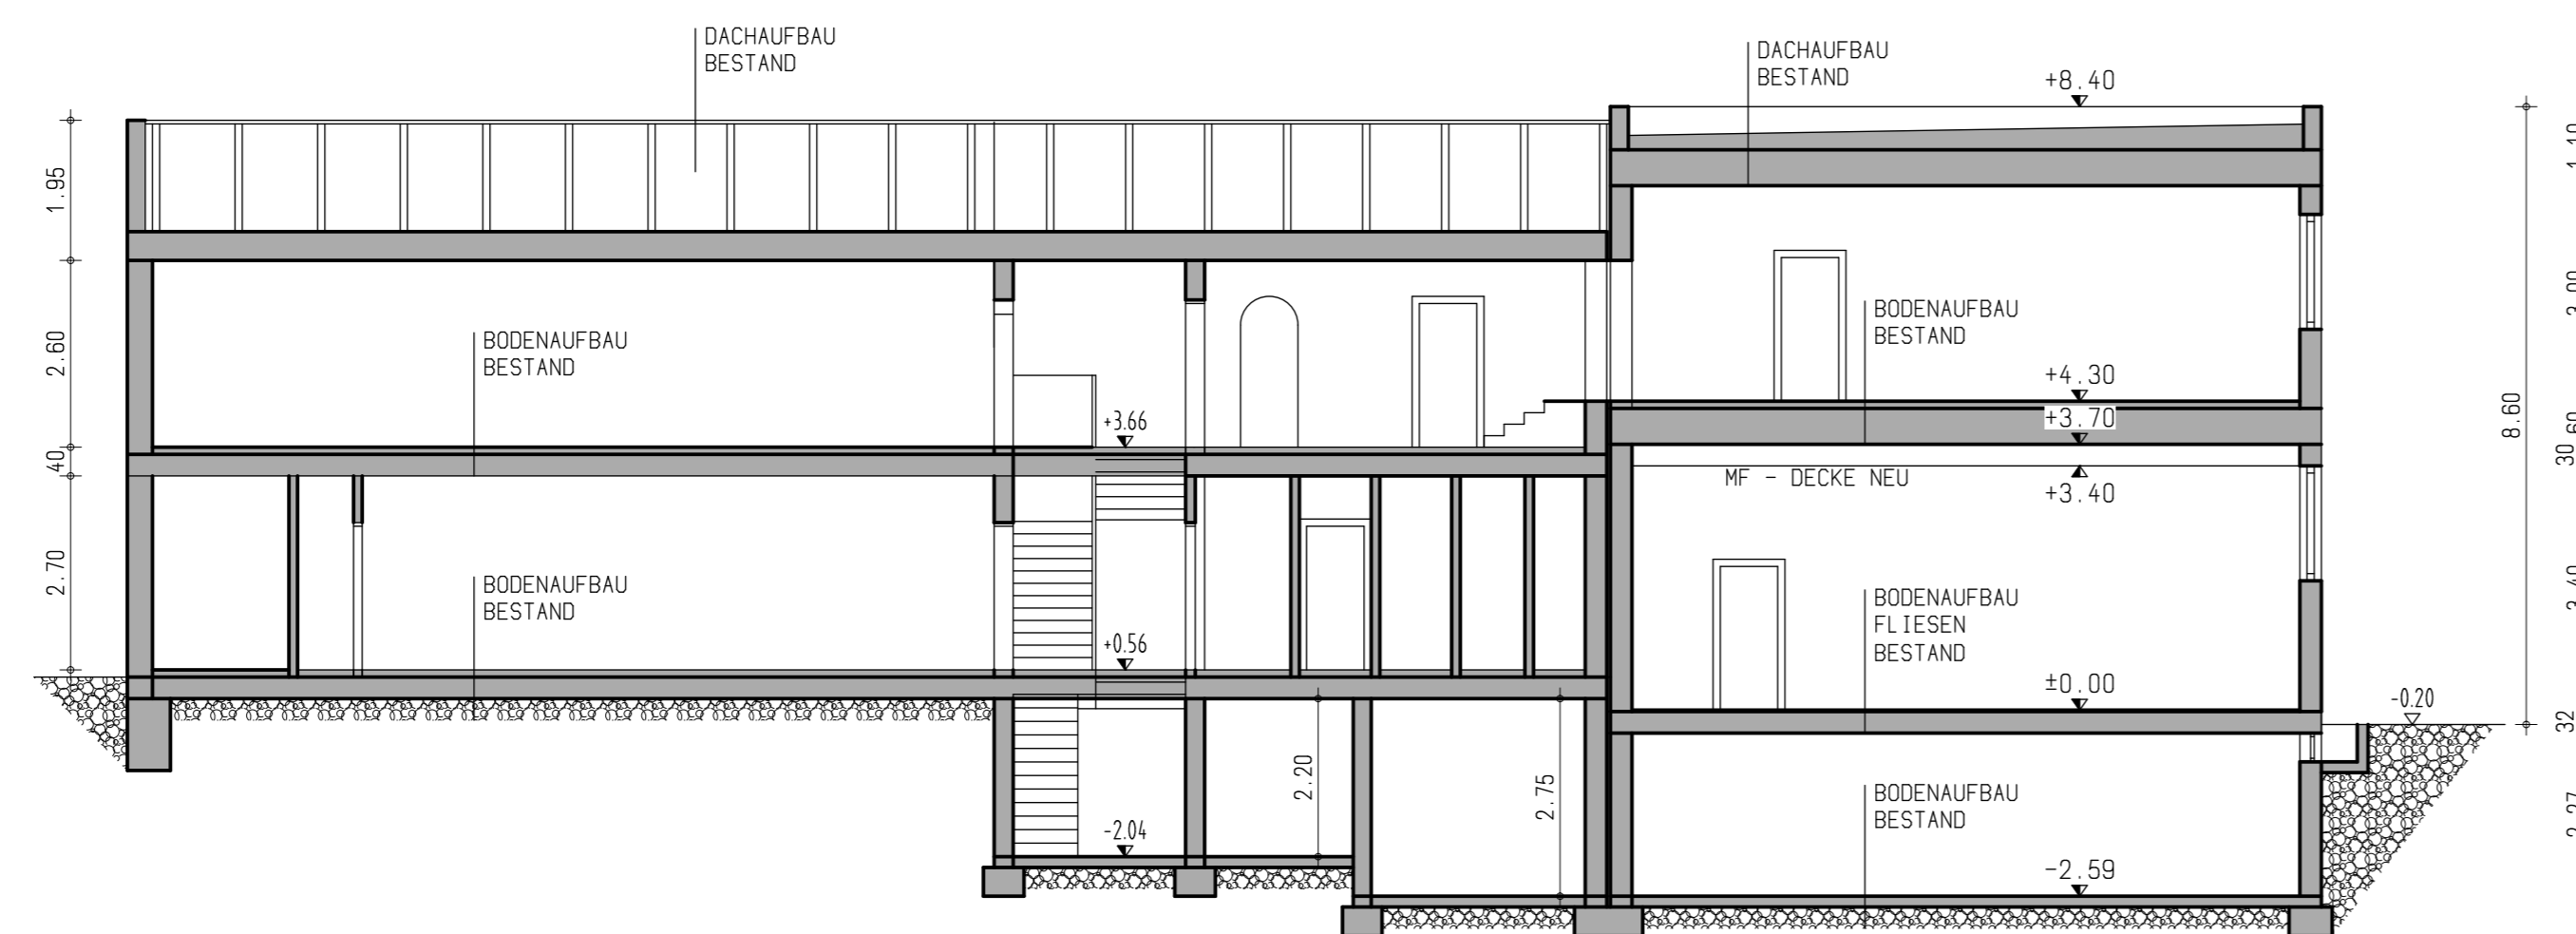 DACHAUFBAU
BESTAND
DACHAUFBAU
BESTAND
+8.40
1.95
2.60
40
2.70
BODENAUFBAU
BESTAND
BODENAUFBAU
BESTAND
+3.66
+0.56
-2.04
2.20
2.75
BODENAUFBAU
BESTAND
+4.30
+3.70
MF - DECKE NEU
+3.40
BODENAUFBAU
FLIESEN
BESTAND
±0.00
-0.20
BODENAUFBAU
BESTAND
-2.59
8.60
30
32